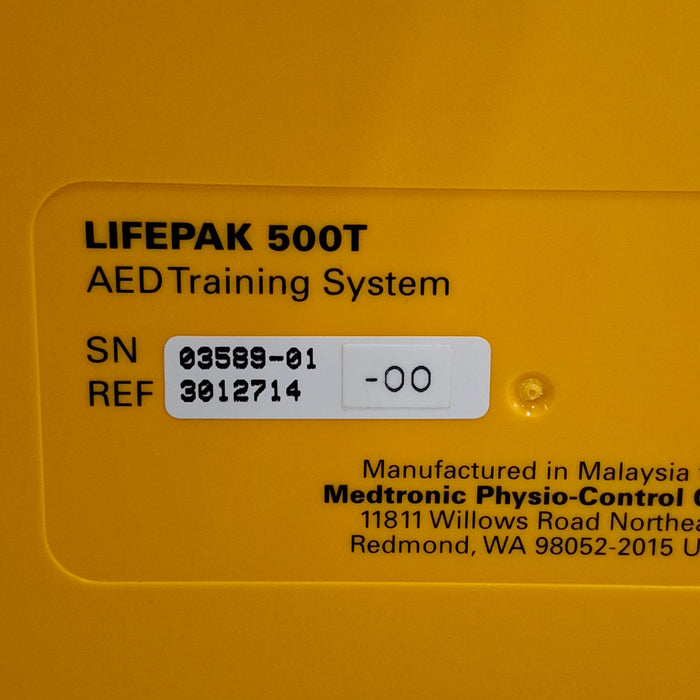 LIFEPAK 500T
AED Training System
SN 03589-01
REF 3012714 -00
Manufactured in Malaysia
Medtronic Physio-Control
11811 Willows Road
Redmond, WA 98052-2015